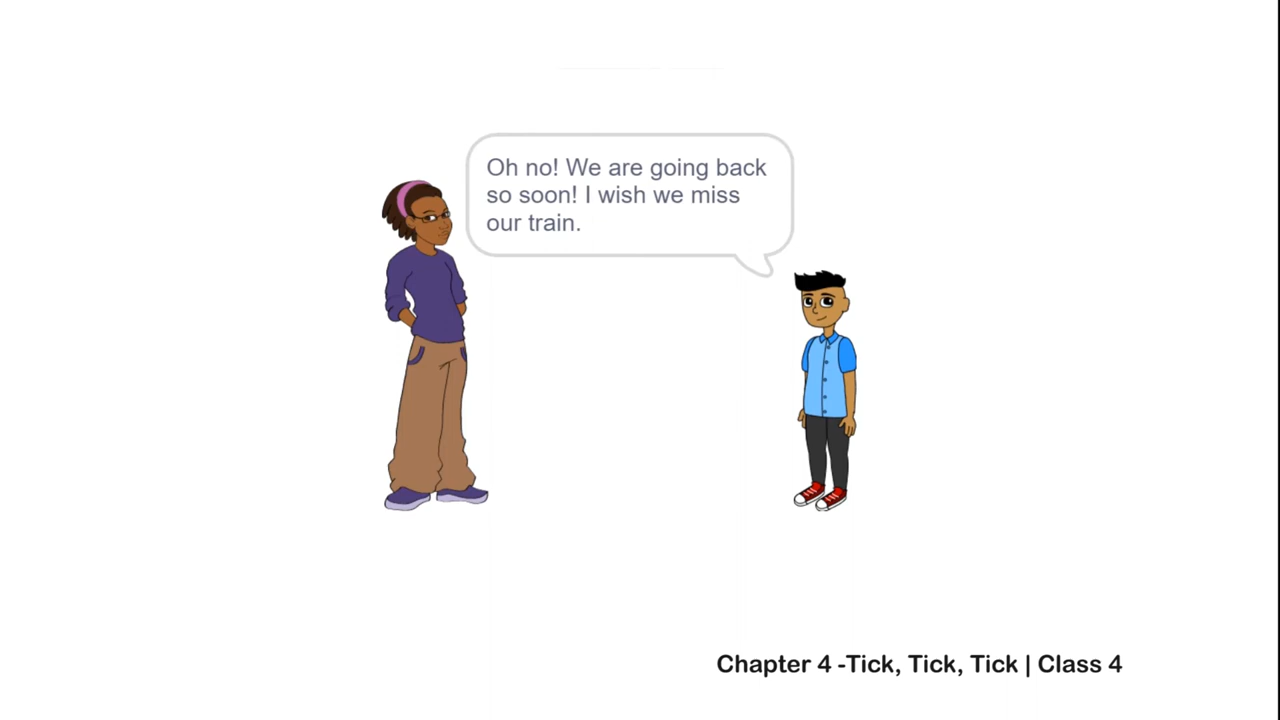 Oh no! We are going back
so soon! I wish we miss
our train.
Chapter 4 -Tick, Tick, Tick | Class 4